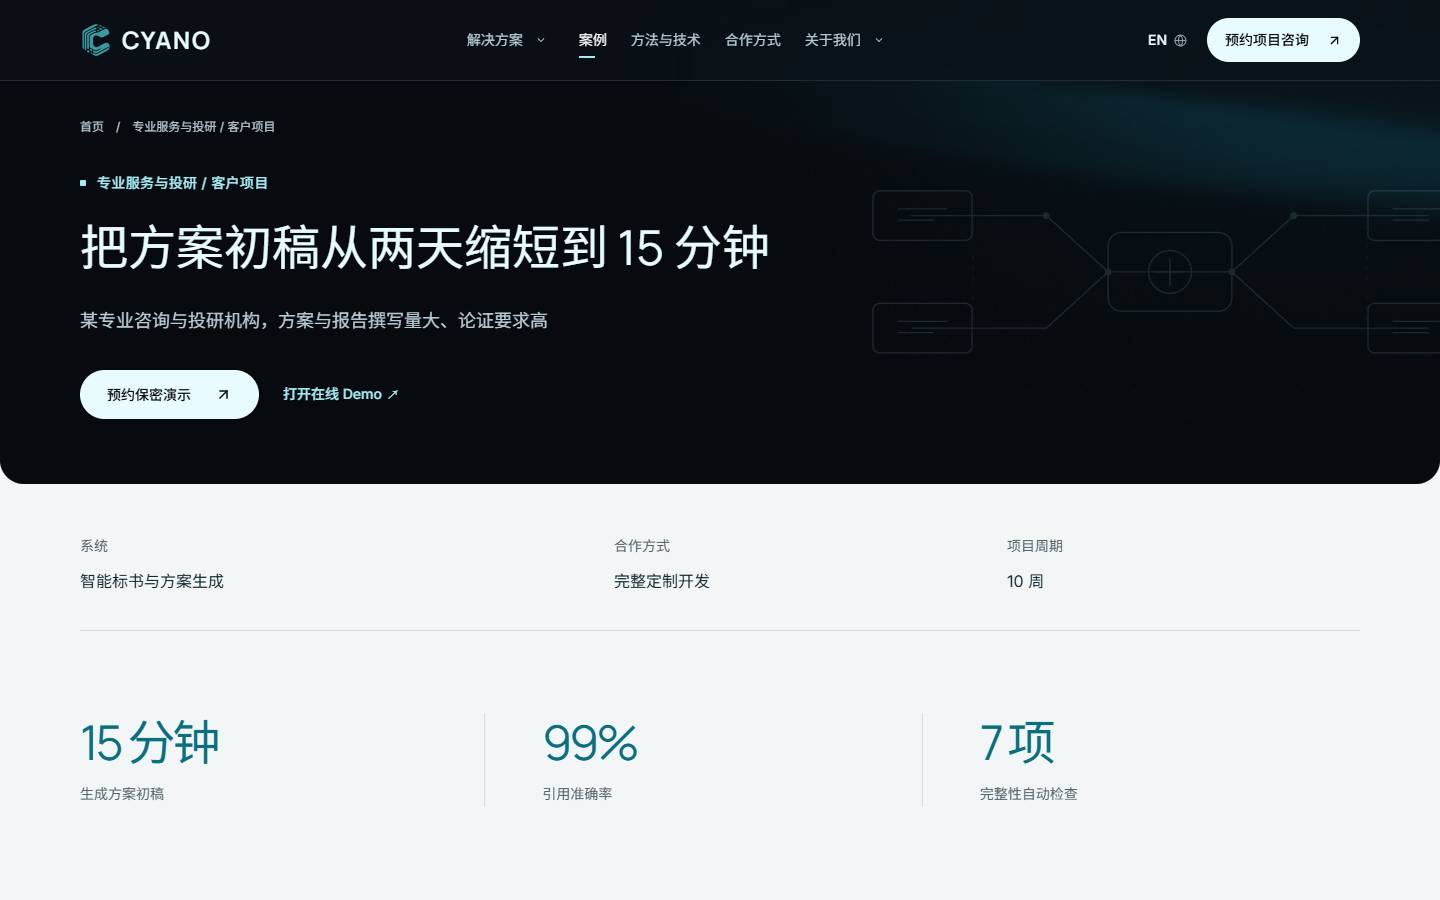 CYANO
解决方案
案例
方法与技术
合作方式
关于我们
EN
预约项目咨询
首页 / 专业服务与投研 / 客户项目
专业服务与投研 / 客户项目
把方案初稿从两天缩短到 15 分钟
某专业咨询与投研机构，方案与报告撰写量大、论证要求高
预约保密演示
打开在线 Demo ↗
系统
智能标书与方案生成
合作方式
完整定制开发
项目周期
10 周
15 分钟
生成方案初稿
99%
引用准确率
7 项
完整性自动检查